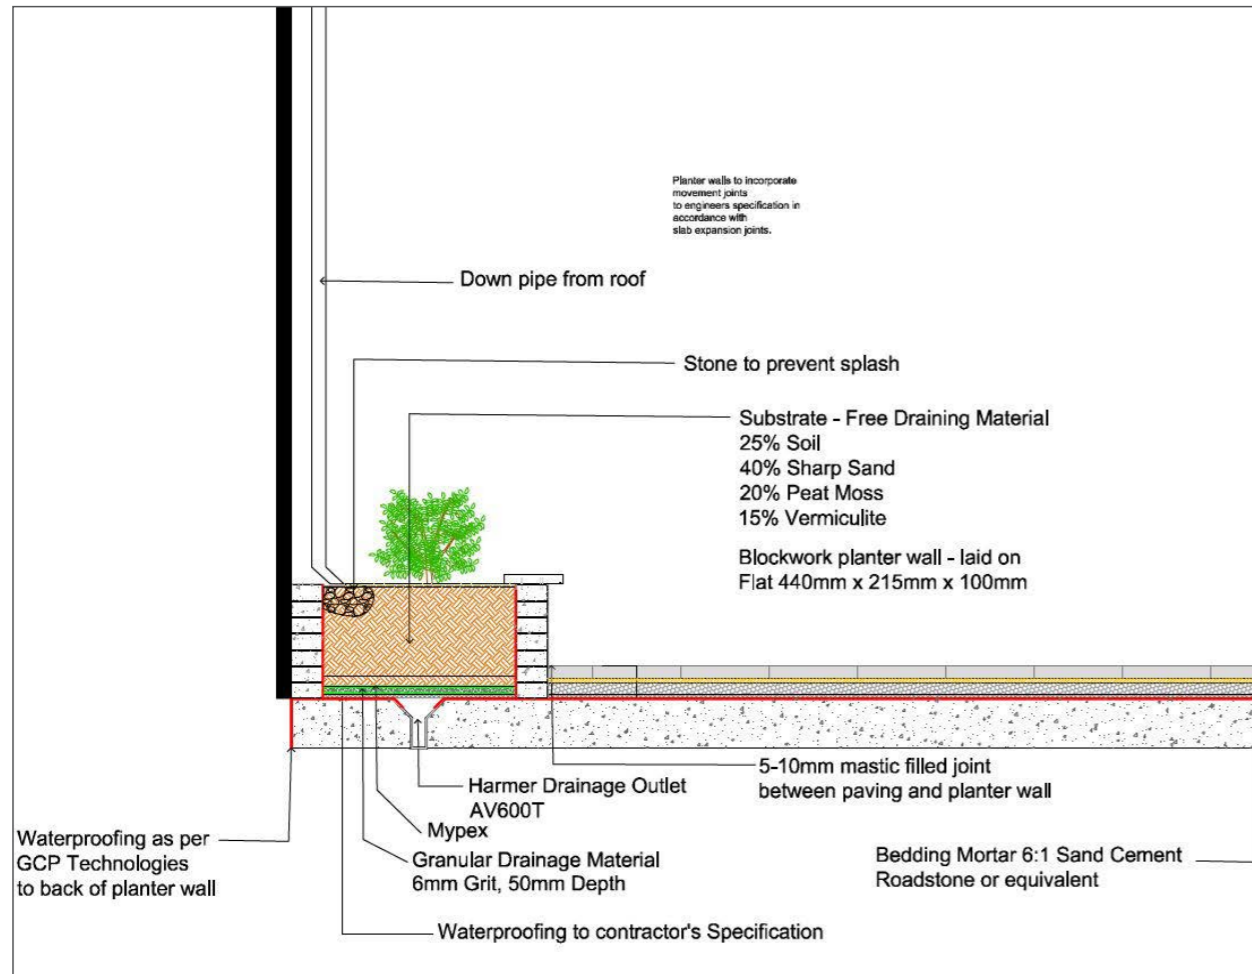 Planter walls to incorporate
movement joints
to engineers specification in
accordance with
slab expansion joints.
Down pipe from roof
Stone to prevent splash
Substrate - Free Draining Material
25% Soil
40% Sharp Sand
20% Peat Moss
15% Vermiculite
Blockwork planter wall - laid on
Flat 440mm x 215mm x 100mm
5-10mm mastic filled joint
between paving and planter wall
Harmer Drainage Outlet
AV600T
Mypex
Granular Drainage Material
6mm Grit, 50mm Depth
Waterproofing as per
GCP Technologies
to back of planter wall
Bedding Mortar 6:1 Sand Cement
Roadstone or equivalent
Waterproofing to contractor's Specification